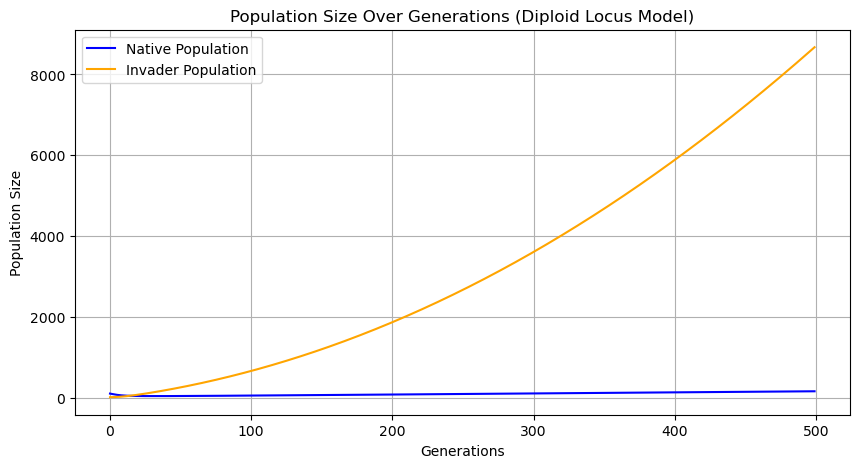 Population Size Over Generations (Diploid Locus Model)
Native Population
Invader Population
8000
6000
4000
2000
0
Population Size
0 100 200 300 400 500
Generations